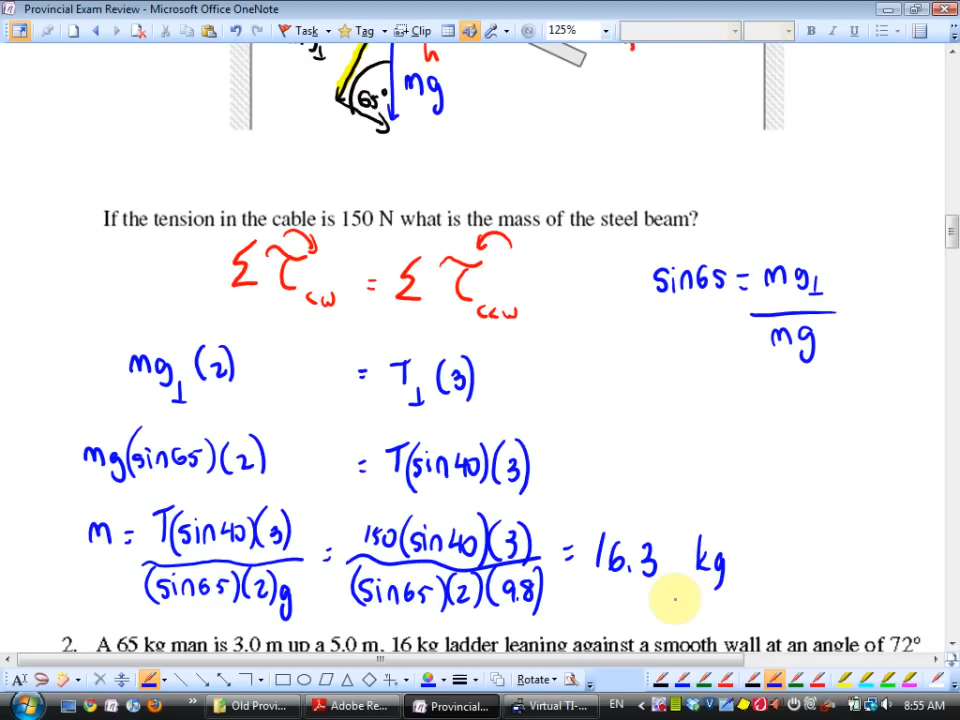 Provincial Exam Review - Microsoft OneNote
Task Tag Clip 125% B I U
mg⊥ h
65° mg
If the tension in the cable is 150 N what is the mass of the steel beam?
Σ τcw = Σ τccw
sin65 = mg⊥ / mg
mg⊥ (2) = T⊥ (3)
mg(sin65)(2) = T(sin40)(3)
m = T(sin40)(3) / (sin65)(2)g = 150(sin40)(3) / (sin65)(2)(9.8) = 16.3 kg
2. A 65 kg man is 3.0 m up a 5.0 m, 16 kg ladder leaning against a smooth wall at an angle of 72°
Rotate
Old Provi... Adobe Re... Provincial... Virtual TI-... EN 8:55 AM